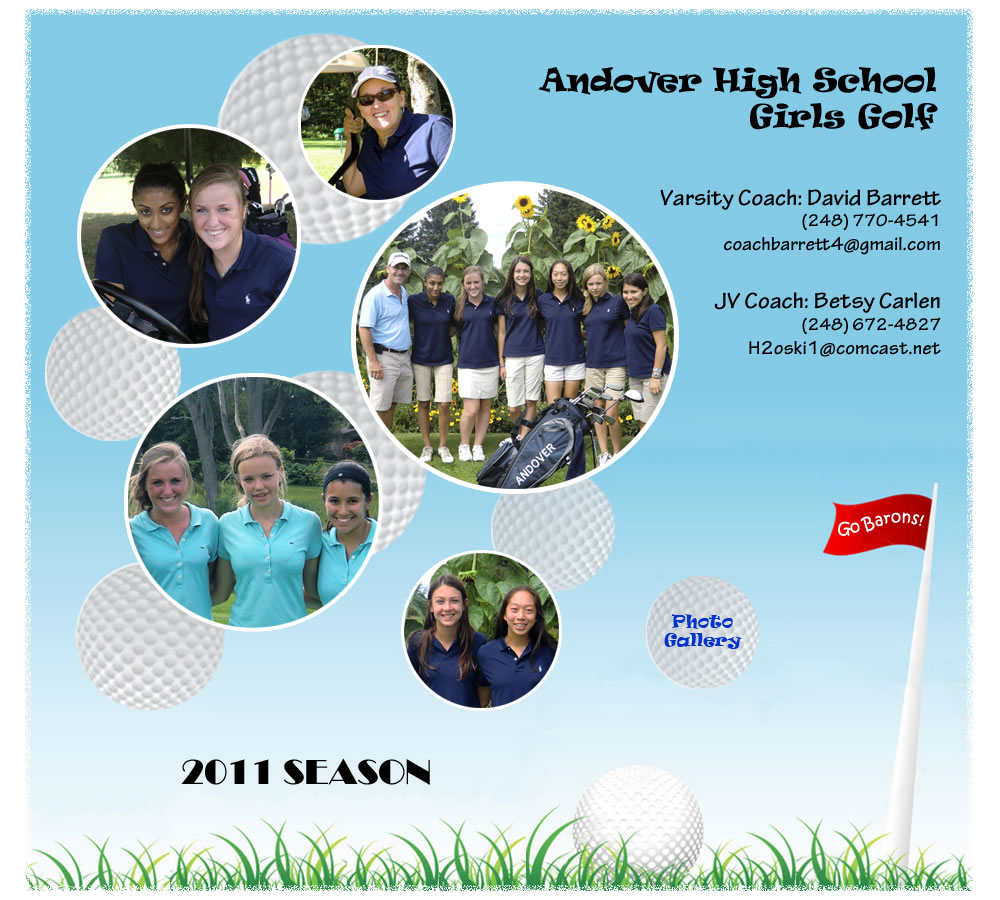 Andover High School
Girls Golf
Varsity Coach: David Barrett
(248) 770-4541
coachbarrett4@gmail.com
JV Coach: Betsy Carlen
(248) 672-4827
H2oski1@comcast.net
ANDOVER
Go Barons!
Photo
Gallery
2011 SEASON